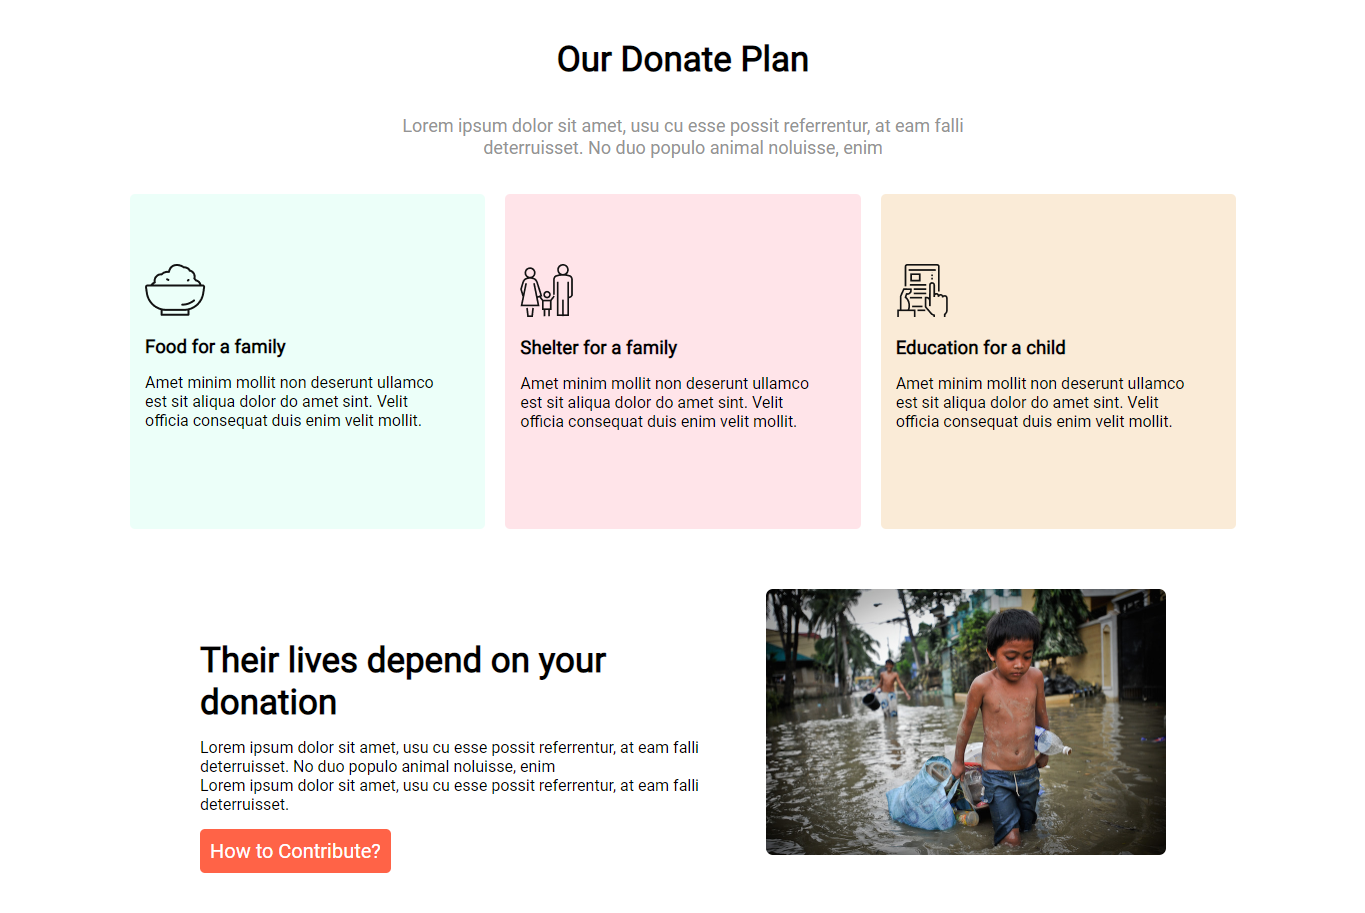 Our Donate Plan
Lorem ipsum dolor sit amet, usu cu esse possit referrentur, at eam falli
deterruisset. No duo populo animal noluisse, enim
Food for a family
Amet minim mollit non deserunt ullamco
est sit aliqua dolor do amet sint. Velit
officia consequat duis enim velit mollit.
Shelter for a family
Amet minim mollit non deserunt ullamco
est sit aliqua dolor do amet sint. Velit
officia consequat duis enim velit mollit.
Education for a child
Amet minim mollit non deserunt ullamco
est sit aliqua dolor do amet sint. Velit
officia consequat duis enim velit mollit.
Their lives depend on your
donation
Lorem ipsum dolor sit amet, usu cu esse possit referrentur, at eam falli
deterruisset. No duo populo animal noluisse, enim
Lorem ipsum dolor sit amet, usu cu esse possit referrentur, at eam falli
deterruisset.
How to Contribute?